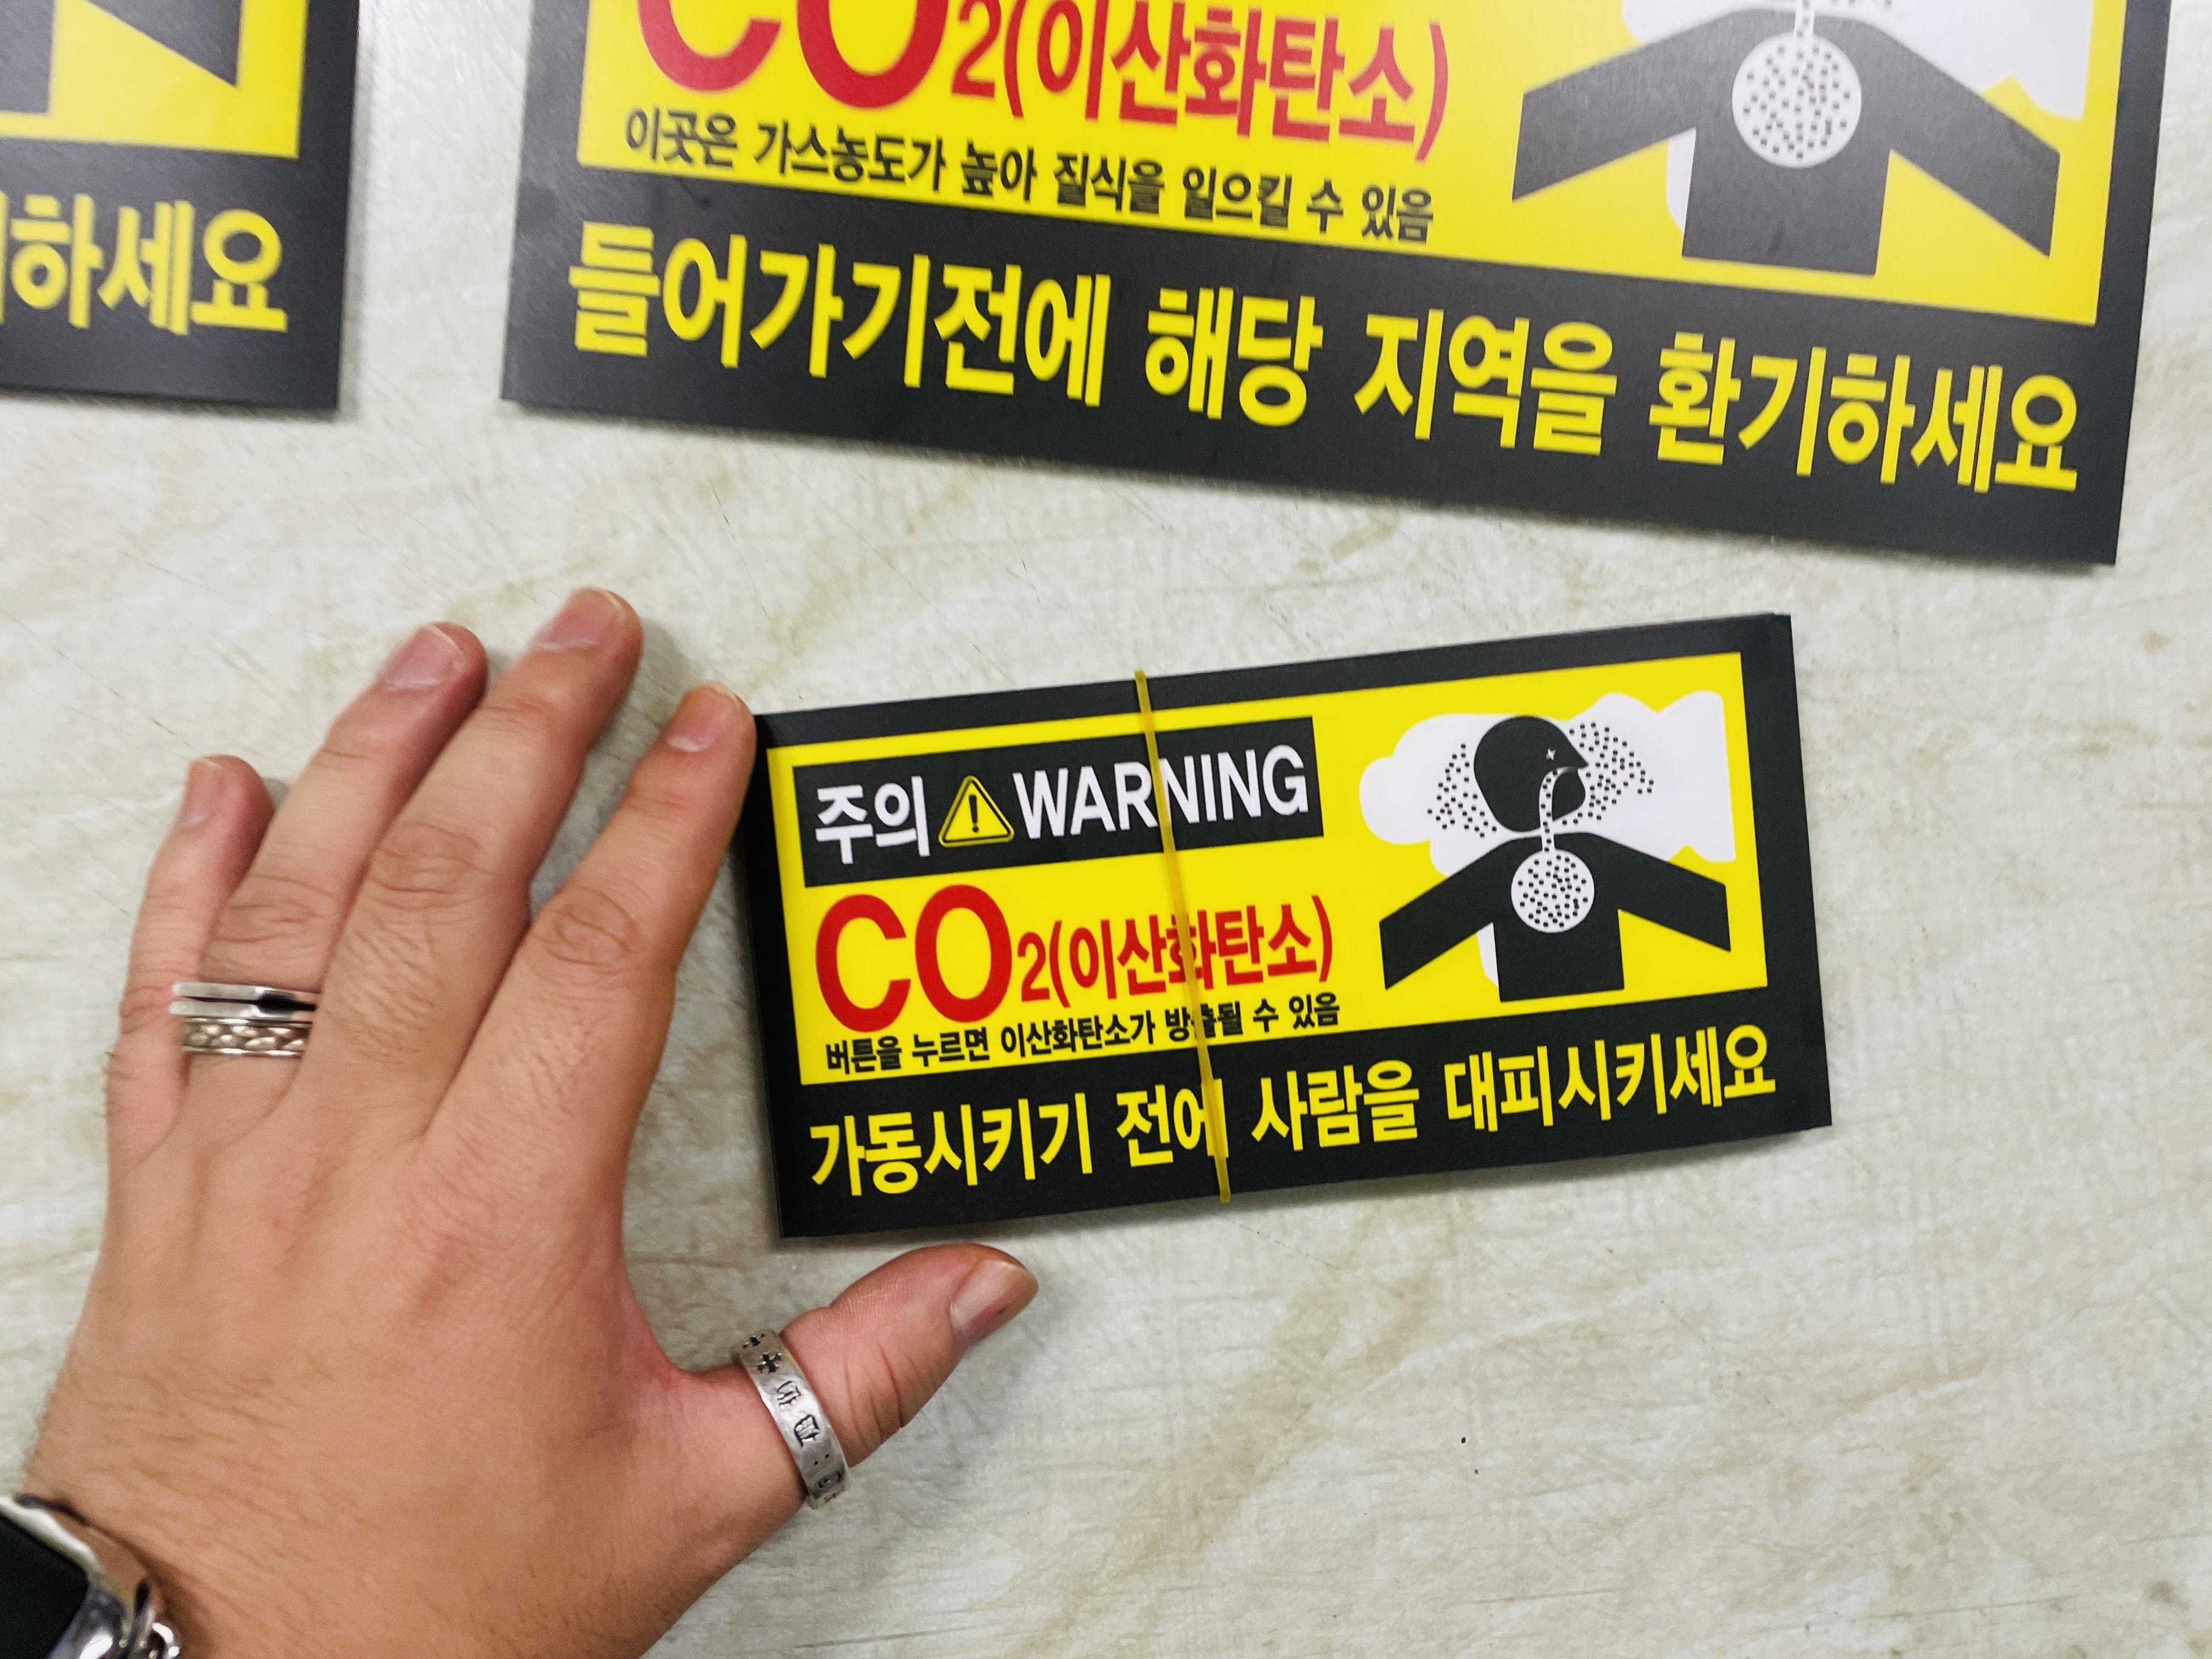 하세요
CO2(이산화탄소)
이곳은 가스농도가 높아 질식을 일으킬 수 있음
들어가기전에 해당 지역을 환기하세요
주의 WARNING
CO2(이산화탄소)
버튼을 누르면 이산화탄소가 방출될 수 있음
가동시키기 전에 사람을 대피시키세요